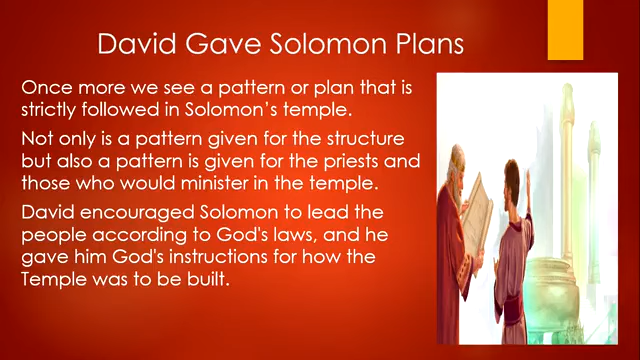 David Gave Solomon Plans
Once more we see a pattern or plan that is
strictly followed in Solomon's temple.
Not only is a pattern given for the structure
but also a pattern is given for the priests and
those who would minister in the temple.
David encouraged Solomon to lead the
people according to God's laws, and he
gave him God's instructions for how the
Temple was to be built.